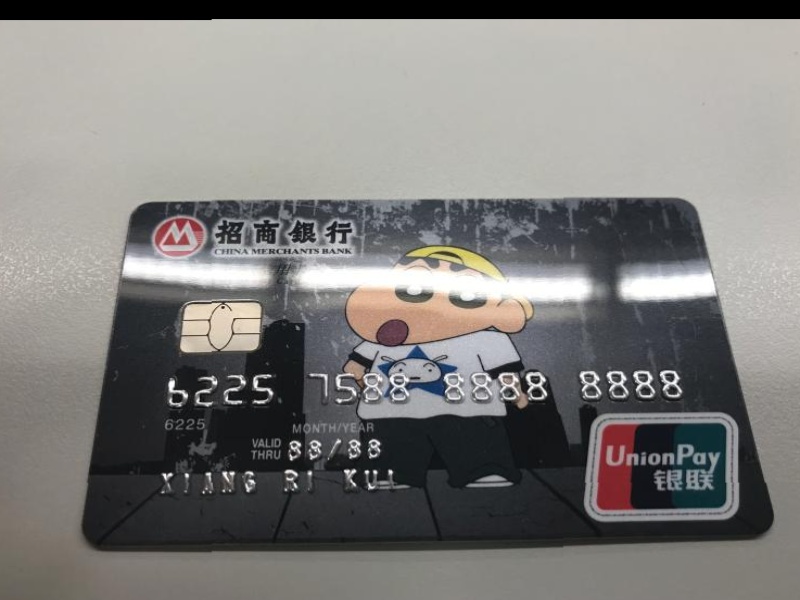 招商銀行
CHINA MERCHANTS BANK
6225 7588 8888 8888
6225
MONTH/YEAR
VALID THRU 88/88
XIANG RI KUI
UnionPay
银联